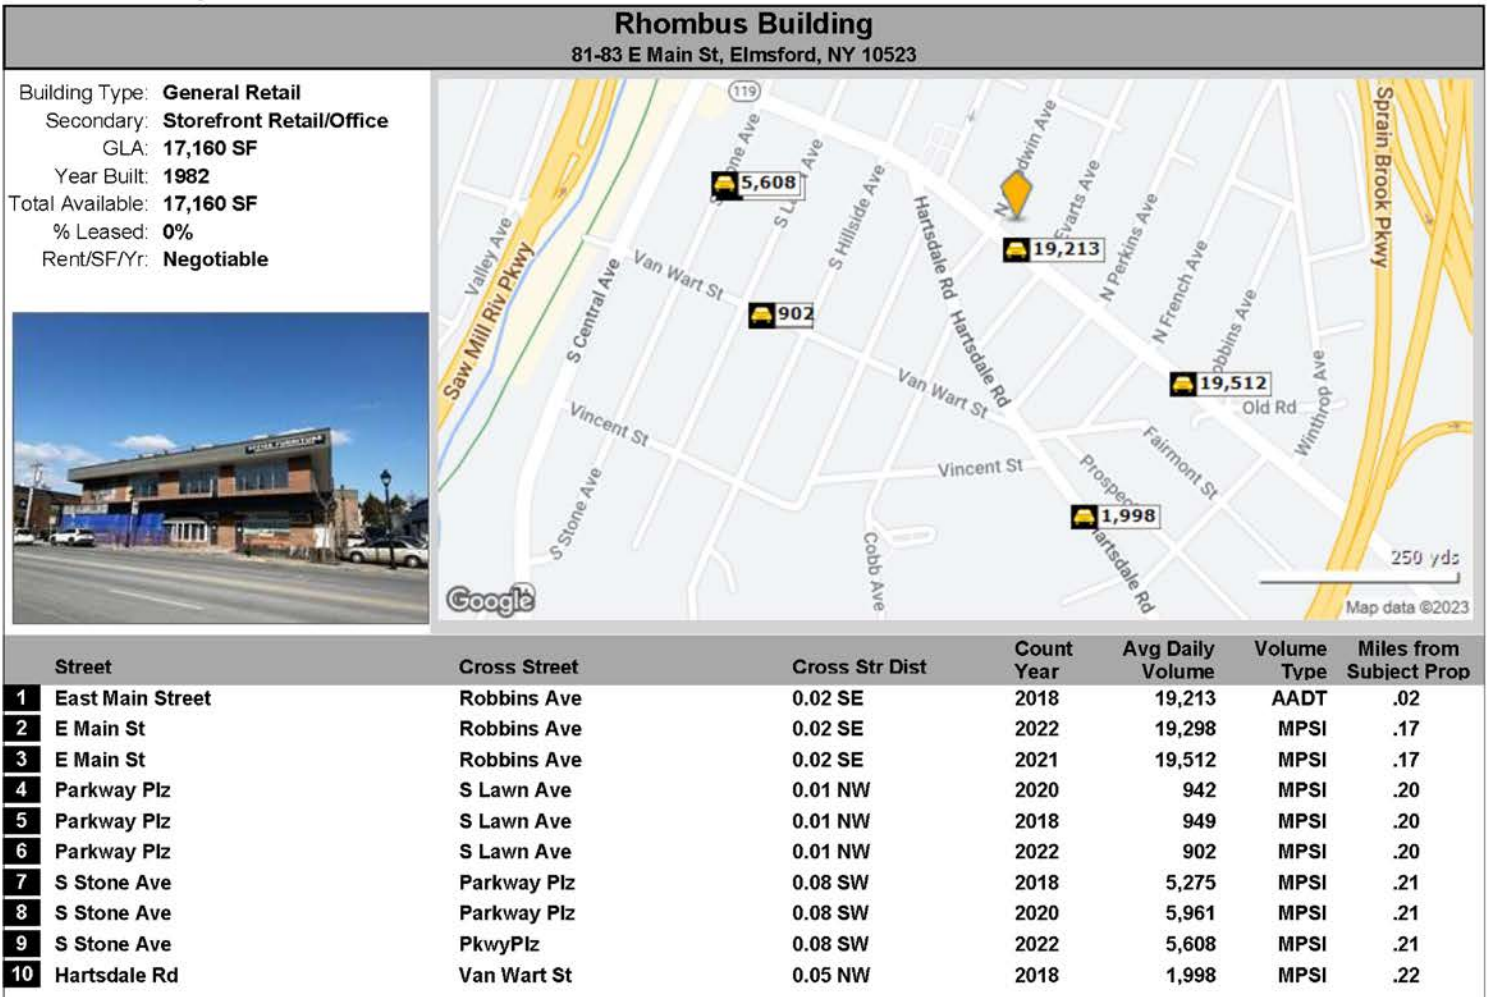 Rhombus Building
81-83 E Main St, Elmsford, NY 10523
Building Type: General Retail
Secondary: Storefront Retail/Office
GLA: 17,160 SF
Year Built: 1982
Total Available: 17,160 SF
% Leased: 0%
Rent/SF/Yr: Negotiable
119
Sprain Brook Pkwy
5,608
Valley Ave
Saw Mill Riv Pkwy
S Central Ave
Van Wart St
S Hillside Ave
Hartsdale Rd
Hartsdale Rd
19,213
Evarts Ave
N Perkins Ave
N French Ave
902
Van Wart St
19,512
Old Rd
Winthrop Ave
Vincent St
Vincent St
Fairmont St
S Stone Ave
Cobb Ave
1,998
Hartsdale Rd
250 yds
Google
Map data ©2023
Street Cross Street Cross Str Dist Count Year Avg Daily Volume Volume Type Miles from Subject Prop
1 East Main Street Robbins Ave 0.02 SE 2018 19,213 AADT .02
2 E Main St Robbins Ave 0.02 SE 2022 19,298 MPSI .17
3 E Main St Robbins Ave 0.02 SE 2021 19,512 MPSI .17
4 Parkway Plz S Lawn Ave 0.01 NW 2020 942 MPSI .20
5 Parkway Plz S Lawn Ave 0.01 NW 2018 949 MPSI .20
6 Parkway Plz S Lawn Ave 0.01 NW 2022 902 MPSI .20
7 S Stone Ave Parkway Plz 0.08 SW 2018 5,275 MPSI .21
8 S Stone Ave Parkway Plz 0.08 SW 2020 5,961 MPSI .21
9 S Stone Ave PkwyPlz 0.08 SW 2022 5,608 MPSI .21
10 Hartsdale Rd Van Wart St 0.05 NW 2018 1,998 MPSI .22